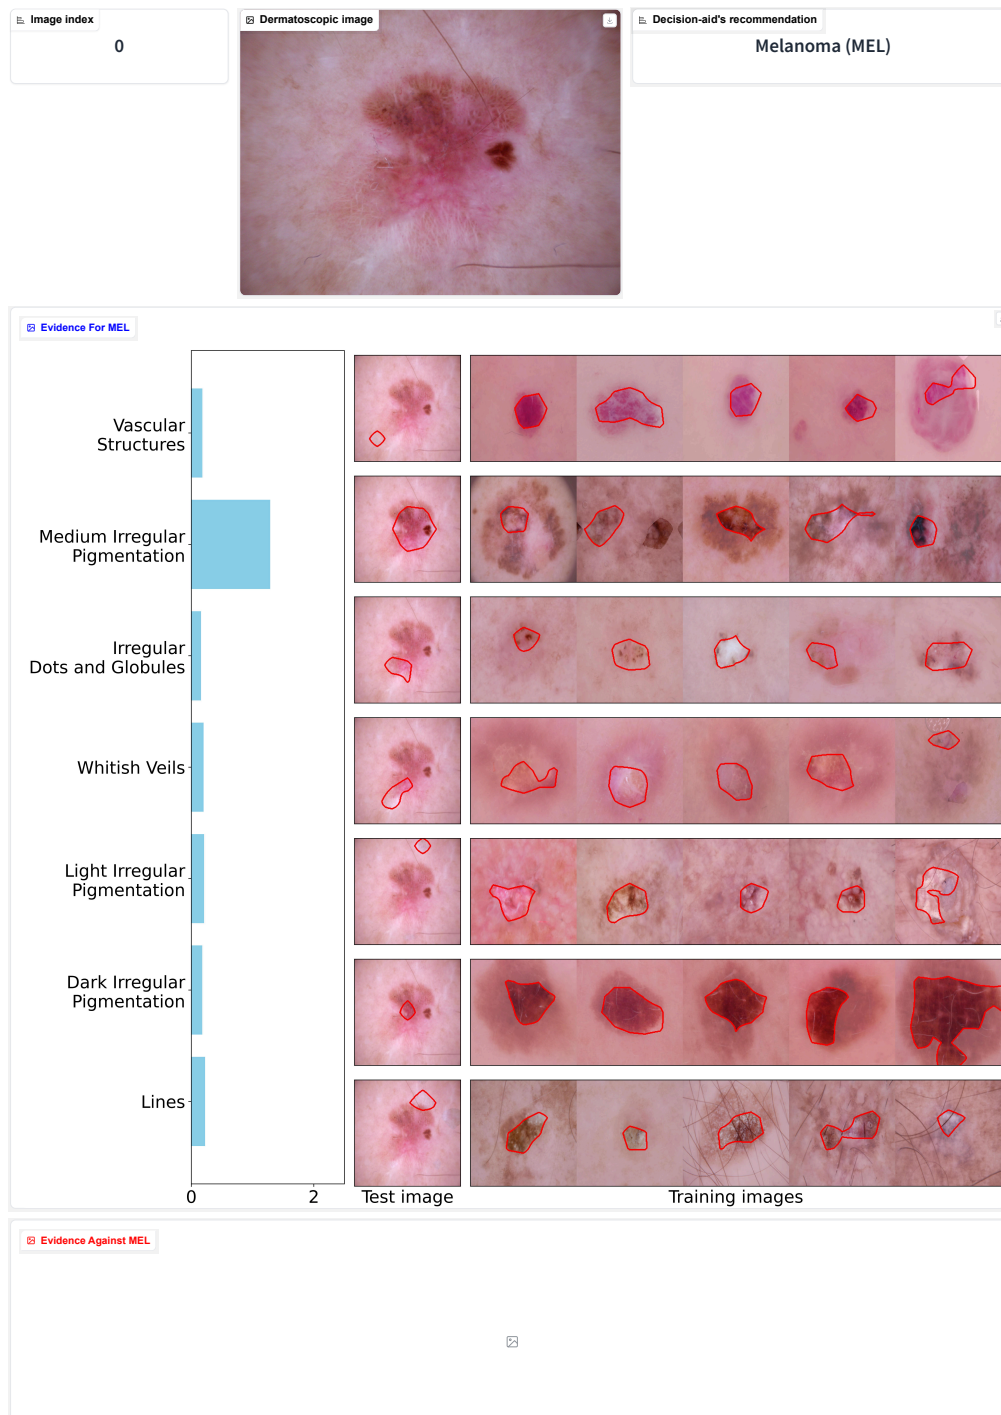 Image index
0
Dermatoscopic image
Decision-aid's recommendation
Melanoma (MEL)
Evidence For MEL
Vascular
Structures
Medium Irregular
Pigmentation
Irregular
Dots and Globules
Whitish Veils
Light Irregular
Pigmentation
Dark Irregular
Pigmentation
Lines
0
2
Test image
Training images
Evidence Against MEL